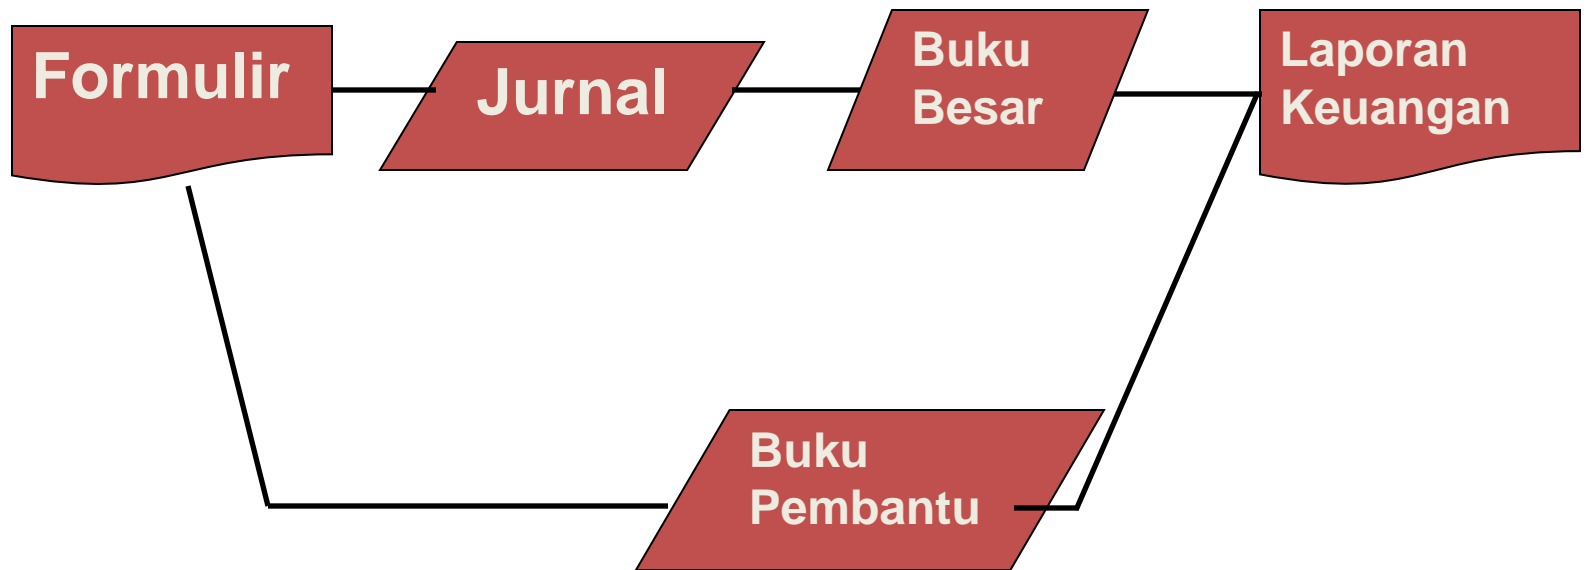 Formulir
Jurnal
Buku
Besar
Laporan
Keuangan
Buku
Pembantu